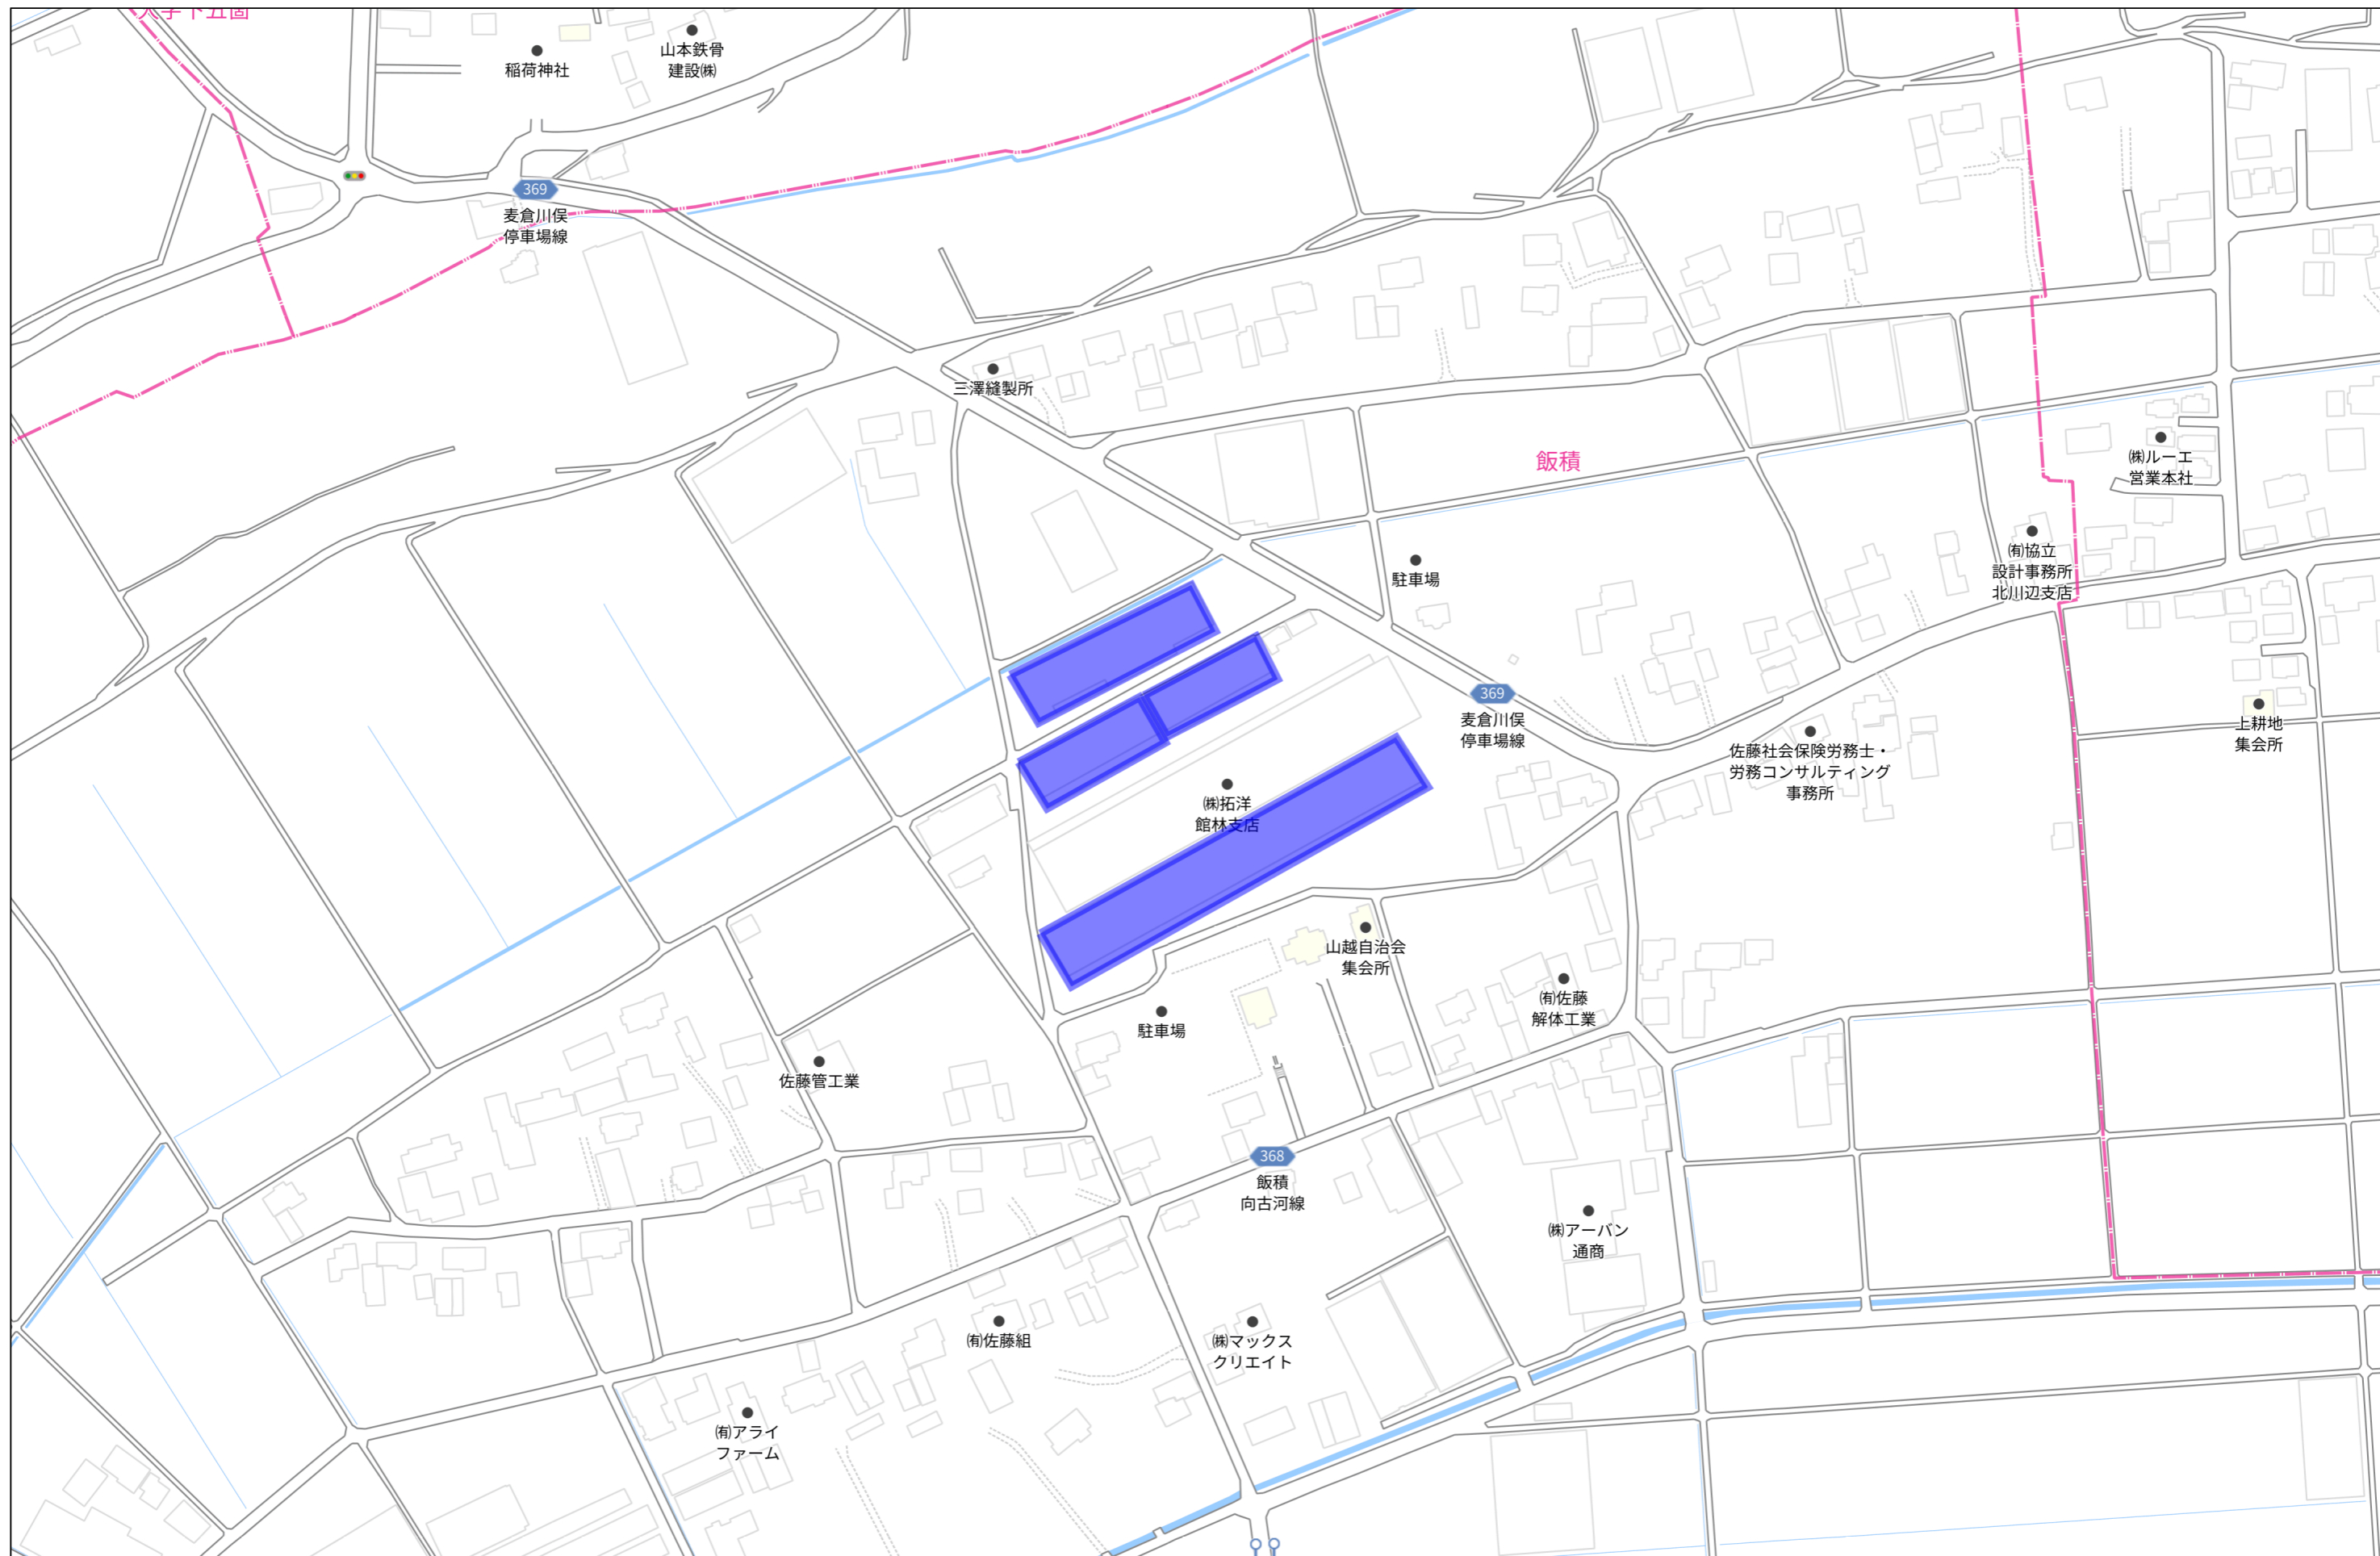 大字下五箇
稲荷神社
山本鉄骨
建設㈱
369
麦倉川俣
停車場線
三澤縫製所
飯積
㈱ルーエ
営業本社
駐車場
㈲協立
設計事務所
北川辺支店
369
麦倉川俣
停車場線
上耕地
集会所
佐藤社会保険労務士・
労務コンサルティング
事務所
㈱拓洋
館林支店
山越自治会
集会所
㈲佐藤
解体工業
駐車場
佐藤管工業
368
飯積
向古河線
㈱アーバン
通商
㈲佐藤組
㈱マックス
クリエイト
㈲アライ
ファーム